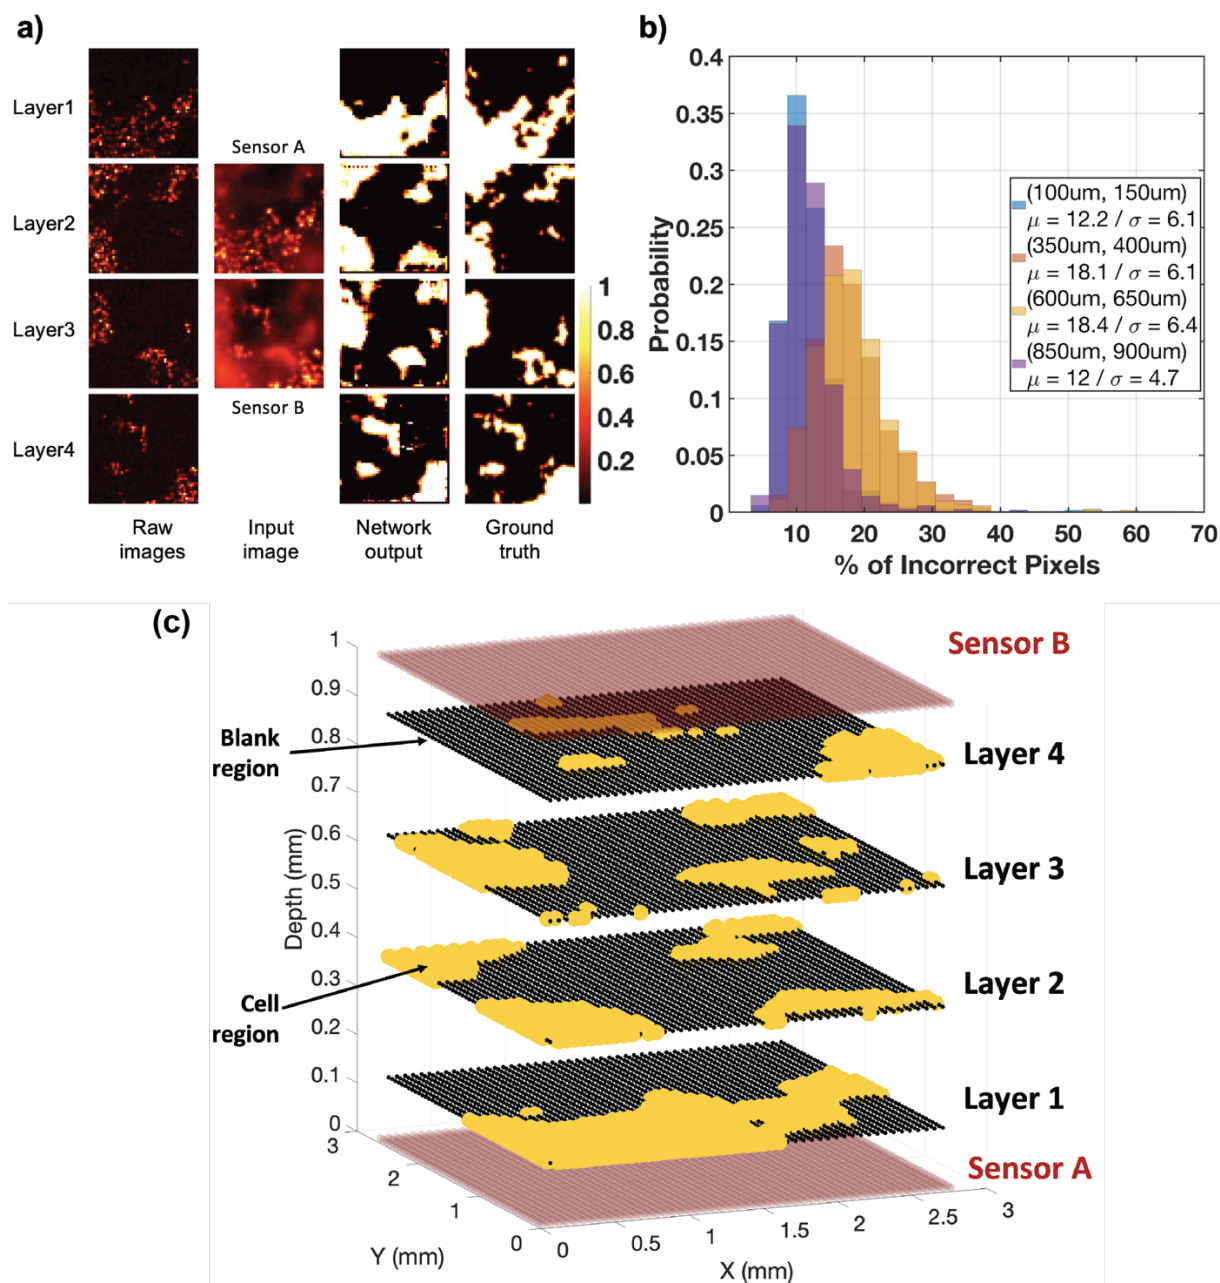 a)
Layer1
Layer2
Layer3
Layer4
Sensor A
Sensor B
Raw
images
Input
image
Network
output
Ground
truth
1
0.8
0.6
0.4
0.2
b)
0.4
0.35
0.3
0.25
0.2
0.15
0.1
0.05
0
Probability
10
20
30
40
50
60
70
% of Incorrect Pixels
(100um, 150um)
μ = 12.2 / σ = 6.1
(350um, 400um)
μ = 18.1 / σ = 6.1
(600um, 650um)
μ = 18.4 / σ = 6.4
(850um, 900um)
μ = 12 / σ = 4.7
(c)
1
0.9
0.8
0.7
0.6
0.5
0.4
0.3
0.2
0.1
0
Depth (mm)
3
2
1
0
Y (mm)
0
0.5
1
1.5
2
2.5
3
X (mm)
Blank
region
Cell
region
Sensor B
Layer 4
Layer 3
Layer 2
Layer 1
Sensor A